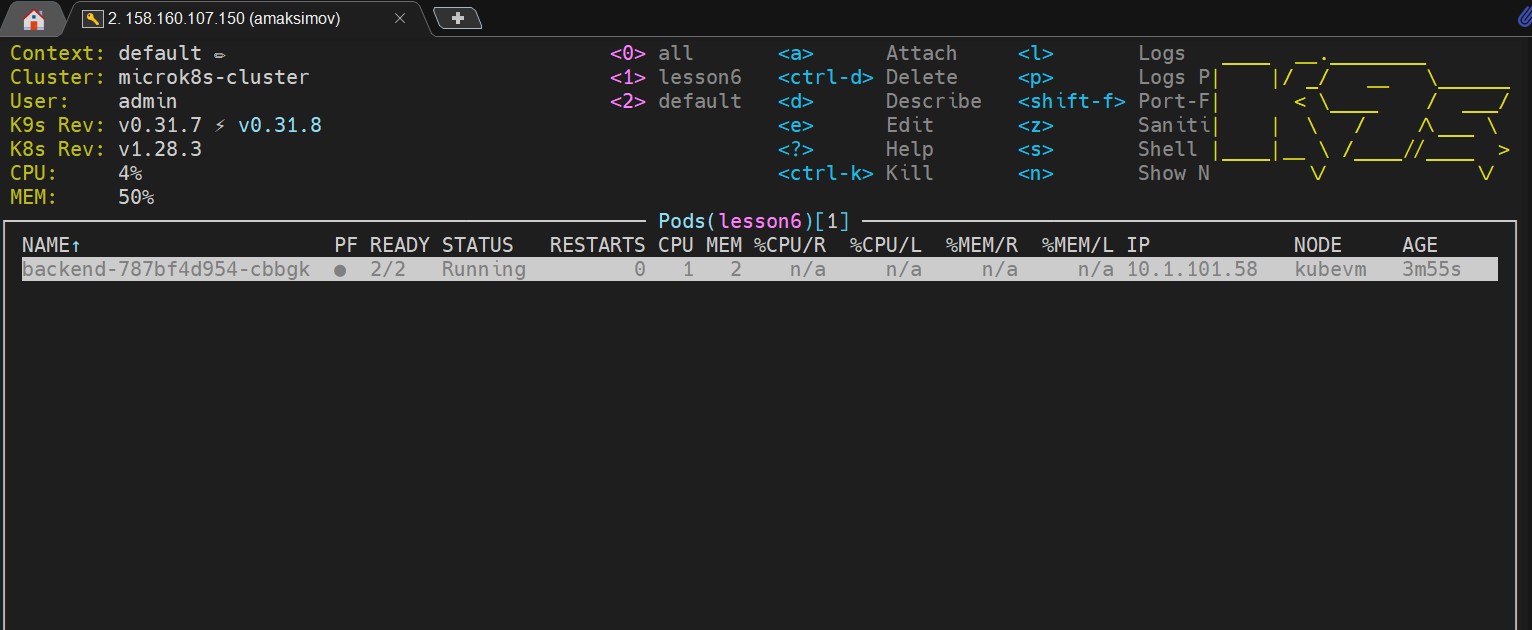 2. 158.160.107.150 (amaksimov)
Context: default <0> all <a> Attach <l> Logs
Cluster: microk8s-cluster <1> lesson6 <ctrl-d> Delete <p> Logs P
User: admin <2> default <d> Describe <shift-f> Port-F
K9s Rev: v0.31.7 ⚡ v0.31.8 <e> Edit <z> Saniti
K8s Rev: v1.28.3 <?> Help <s> Shell
CPU: 4% <ctrl-k> Kill <n> Show N
MEM: 50%
Pods(lesson6)[1]
NAME↑ PF READY STATUS RESTARTS CPU MEM %CPU/R %CPU/L %MEM/R %MEM/L IP NODE AGE
backend-787bf4d954-cbbgk ● 2/2 Running 0 1 2 n/a n/a n/a n/a 10.1.101.58 kubevm 3m55s